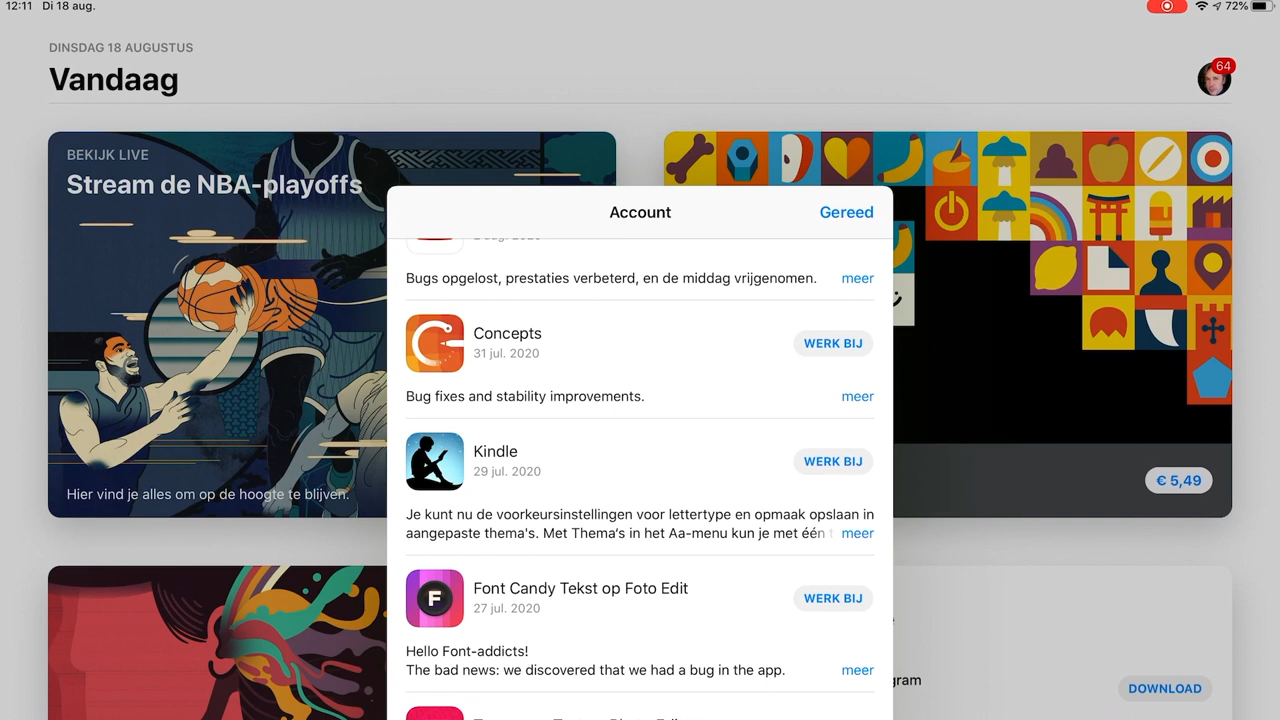 12:11 Di 18 aug.
72%
DINSDAG 18 AUGUSTUS
Vandaag
64
BEKIJK LIVE
Stream de NBA-playoffs
Hier vind je alles om op de hoogte te blijven.
€ 5,49
Account
Gereed
Bugs opgelost, prestaties verbeterd, en de middag vrijgenomen. meer
Concepts
31 jul. 2020
WERK BIJ
Bug fixes and stability improvements. meer
Kindle
29 jul. 2020
WERK BIJ
Je kunt nu de voorkeursinstellingen voor lettertype en opmaak opslaan in
aangepaste thema's. Met Thema's in het Aa-menu kun je met één meer
F
Font Candy Tekst op Foto Edit
27 jul. 2020
WERK BIJ
Hello Font-addicts!
The bad news: we discovered that we had a bug in the app. meer
gram
DOWNLOAD